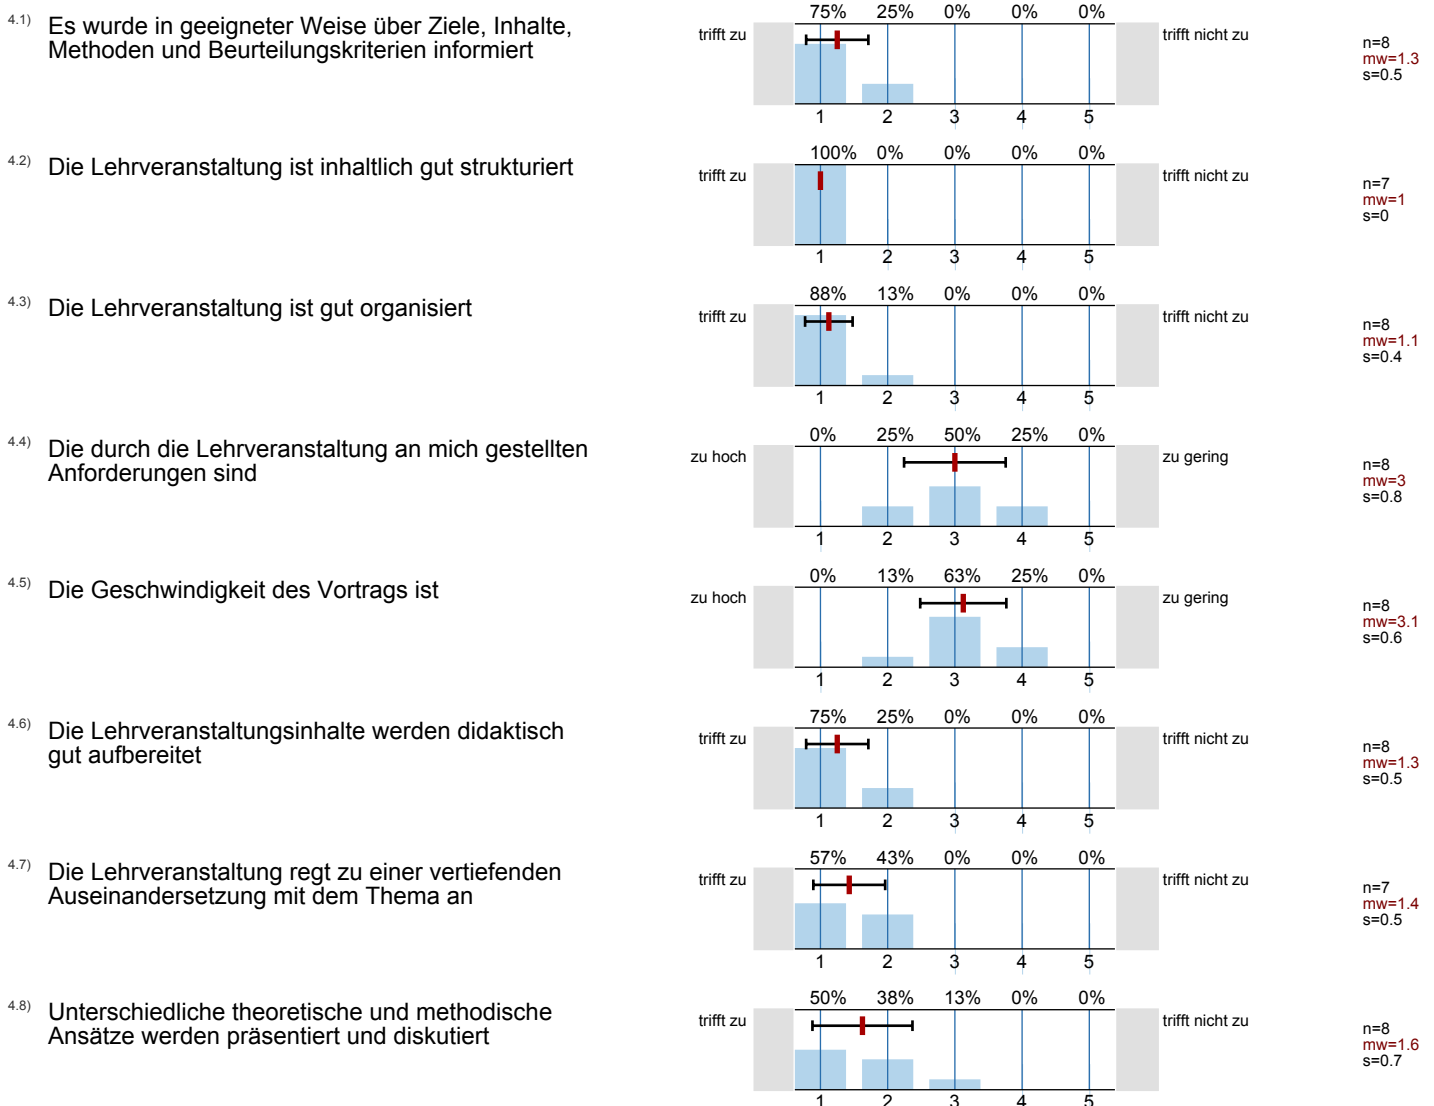 4.1) Es wurde in geeigneter Weise über Ziele, Inhalte,
Methoden und Beurteilungskriterien informiert
trifft zu
75% 25% 0% 0% 0%
1 2 3 4 5
trifft nicht zu
n=8
mw=1.3
s=0.5
4.2) Die Lehrveranstaltung ist inhaltlich gut strukturiert
trifft zu
100% 0% 0% 0% 0%
1 2 3 4 5
trifft nicht zu
n=7
mw=1
s=0
4.3) Die Lehrveranstaltung ist gut organisiert
trifft zu
88% 13% 0% 0% 0%
1 2 3 4 5
trifft nicht zu
n=8
mw=1.1
s=0.4
4.4) Die durch die Lehrveranstaltung an mich gestellten
Anforderungen sind
zu hoch
0% 25% 50% 25% 0%
1 2 3 4 5
zu gering
n=8
mw=3
s=0.8
4.5) Die Geschwindigkeit des Vortrags ist
zu hoch
0% 13% 63% 25% 0%
1 2 3 4 5
zu gering
n=8
mw=3.1
s=0.6
4.6) Die Lehrveranstaltungsinhalte werden didaktisch
gut aufbereitet
trifft zu
75% 25% 0% 0% 0%
1 2 3 4 5
trifft nicht zu
n=8
mw=1.3
s=0.5
4.7) Die Lehrveranstaltung regt zu einer vertiefenden
Auseinandersetzung mit dem Thema an
trifft zu
57% 43% 0% 0% 0%
1 2 3 4 5
trifft nicht zu
n=7
mw=1.4
s=0.5
4.8) Unterschiedliche theoretische und methodische
Ansätze werden präsentiert und diskutiert
trifft zu
50% 38% 13% 0% 0%
1 2 3 4 5
trifft nicht zu
n=8
mw=1.6
s=0.7